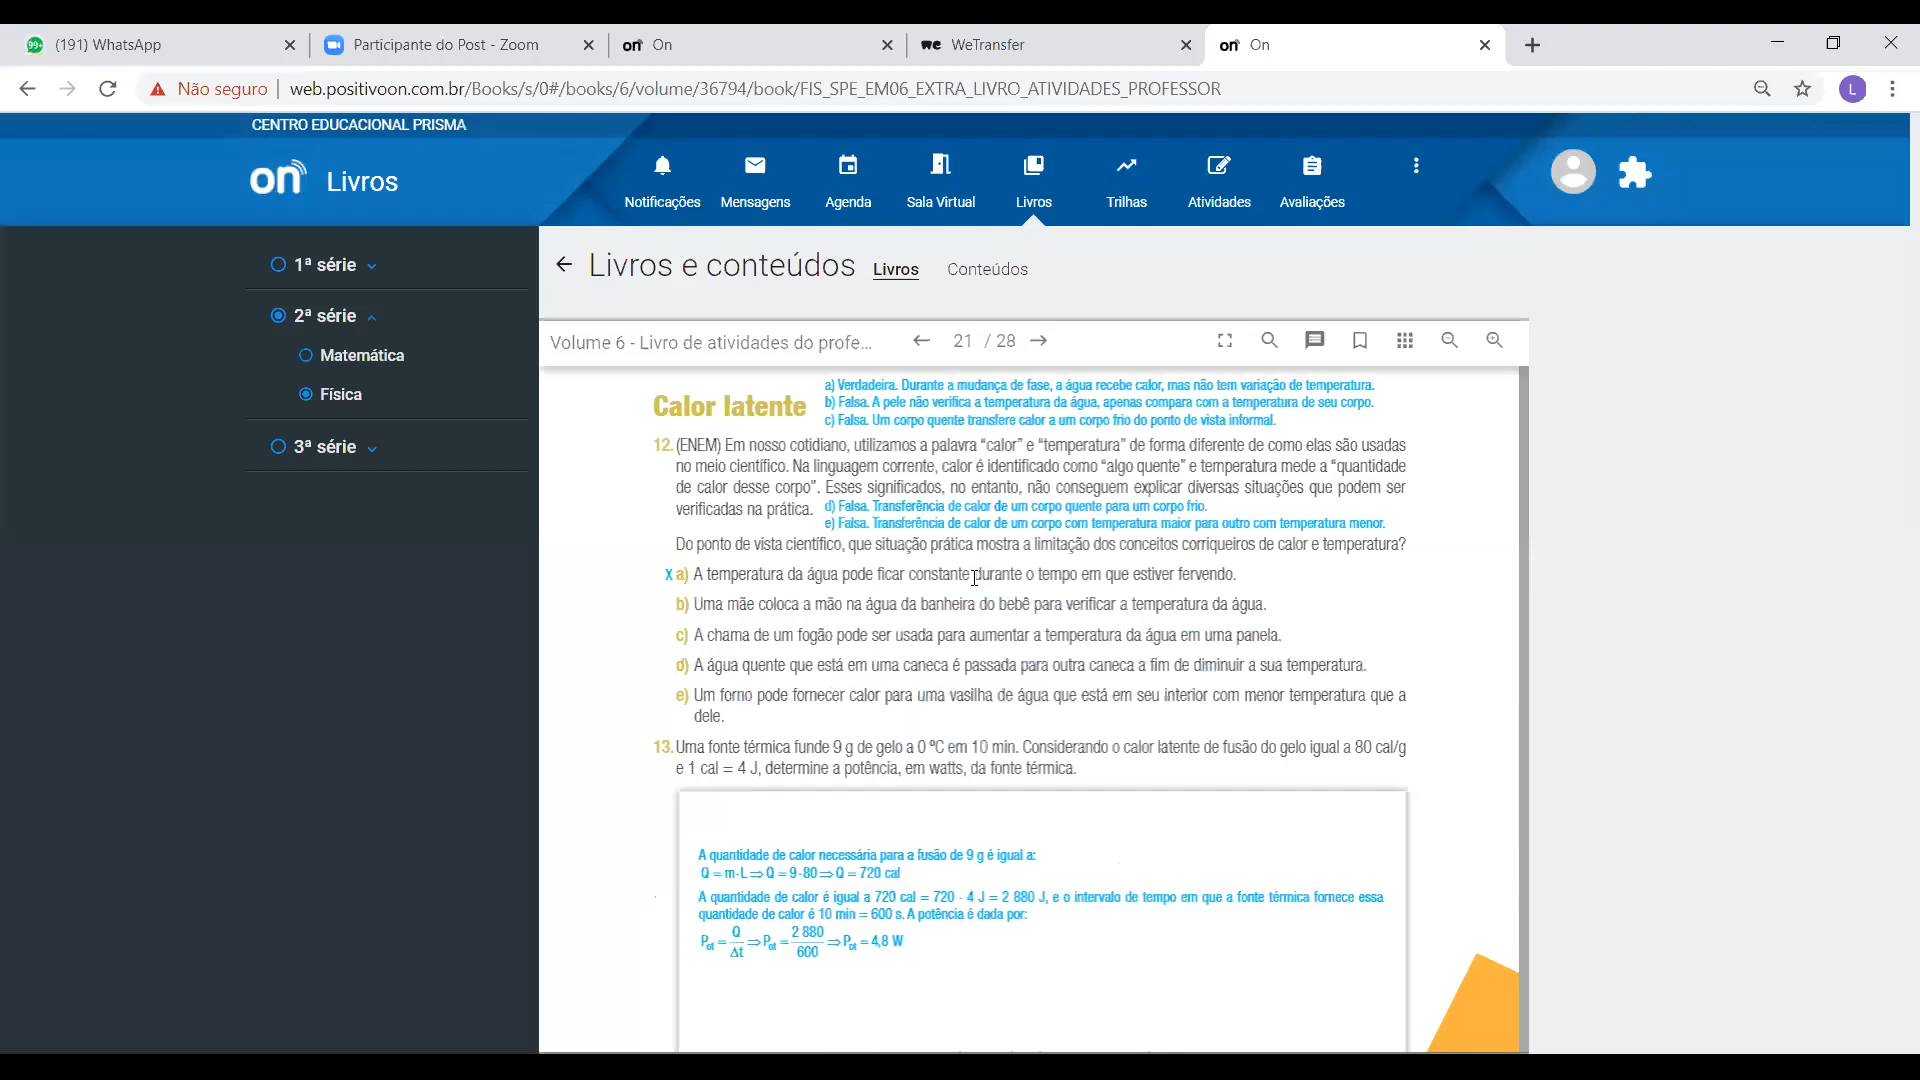 (191) WhatsApp
Participante do Post - Zoom
on On
we WeTransfer
on On
Não seguro | web.positivoon.com.br/Books/s/0#/books/6/volume/36794/book/FIS_SPE_EM06_EXTRA_LIVRO_ATIVIDADES_PROFESSOR
L
CENTRO EDUCACIONAL PRISMA
on Livros
Notificações Mensagens Agenda Sala Virtual Livros Trilhas Atividades Avaliações
1ª série
2ª série
Matemática
Física
3ª série
Livros e conteúdos Livros Conteúdos
Volume 6 - Livro de atividades do profe... 21 / 28
a) Verdadeira. Durante a mudança de fase, a água recebe calor, mas não tem variação de temperatura.
Calor latente
b) Falsa. A pele não verifica a temperatura da água, apenas compara com a temperatura de seu corpo.
c) Falsa. Um corpo quente transfere calor a um corpo frio do ponto de vista informal.
12. (ENEM) Em nosso cotidiano, utilizamos a palavra “calor” e “temperatura” de forma diferente de como elas são usadas
no meio científico. Na linguagem corrente, calor é identificado como “algo quente” e temperatura mede a “quantidade
de calor desse corpo”. Esses significados, no entanto, não conseguem explicar diversas situações que podem ser
verificadas na prática.
d) Falsa. Transferência de calor de um corpo quente para um corpo frio.
e) Falsa. Transferência de calor de um corpo com temperatura maior para outro com temperatura menor.
Do ponto de vista científico, que situação prática mostra a limitação dos conceitos corriqueiros de calor e temperatura?
X a) A temperatura da água pode ficar constante durante o tempo em que estiver fervendo.
b) Uma mãe coloca a mão na água da banheira do bebê para verificar a temperatura da água.
c) A chama de um fogão pode ser usada para aumentar a temperatura da água em uma panela.
d) A água quente que está em uma caneca é passada para outra caneca a fim de diminuir a sua temperatura.
e) Um forno pode fornecer calor para uma vasilha de água que está em seu interior com menor temperatura que a
dele.
13. Uma fonte térmica funde 9 g de gelo a 0 ºC em 10 min. Considerando o calor latente de fusão do gelo igual a 80 cal/g
e 1 cal = 4 J, determine a potência, em watts, da fonte térmica.
A quantidade de calor necessária para a fusão de 9 g é igual a:
Q = m·L ⇒ Q = 9·80 ⇒ Q = 720 cal
A quantidade de calor é igual a 720 cal = 720 · 4 J = 2 880 J, e o intervalo de tempo em que a fonte térmica fornece essa
quantidade de calor é 10 min = 600 s. A potência é dada por:
Pot = Q/Δt ⇒ Pot = 2 880/600 ⇒ Pot = 4,8 W